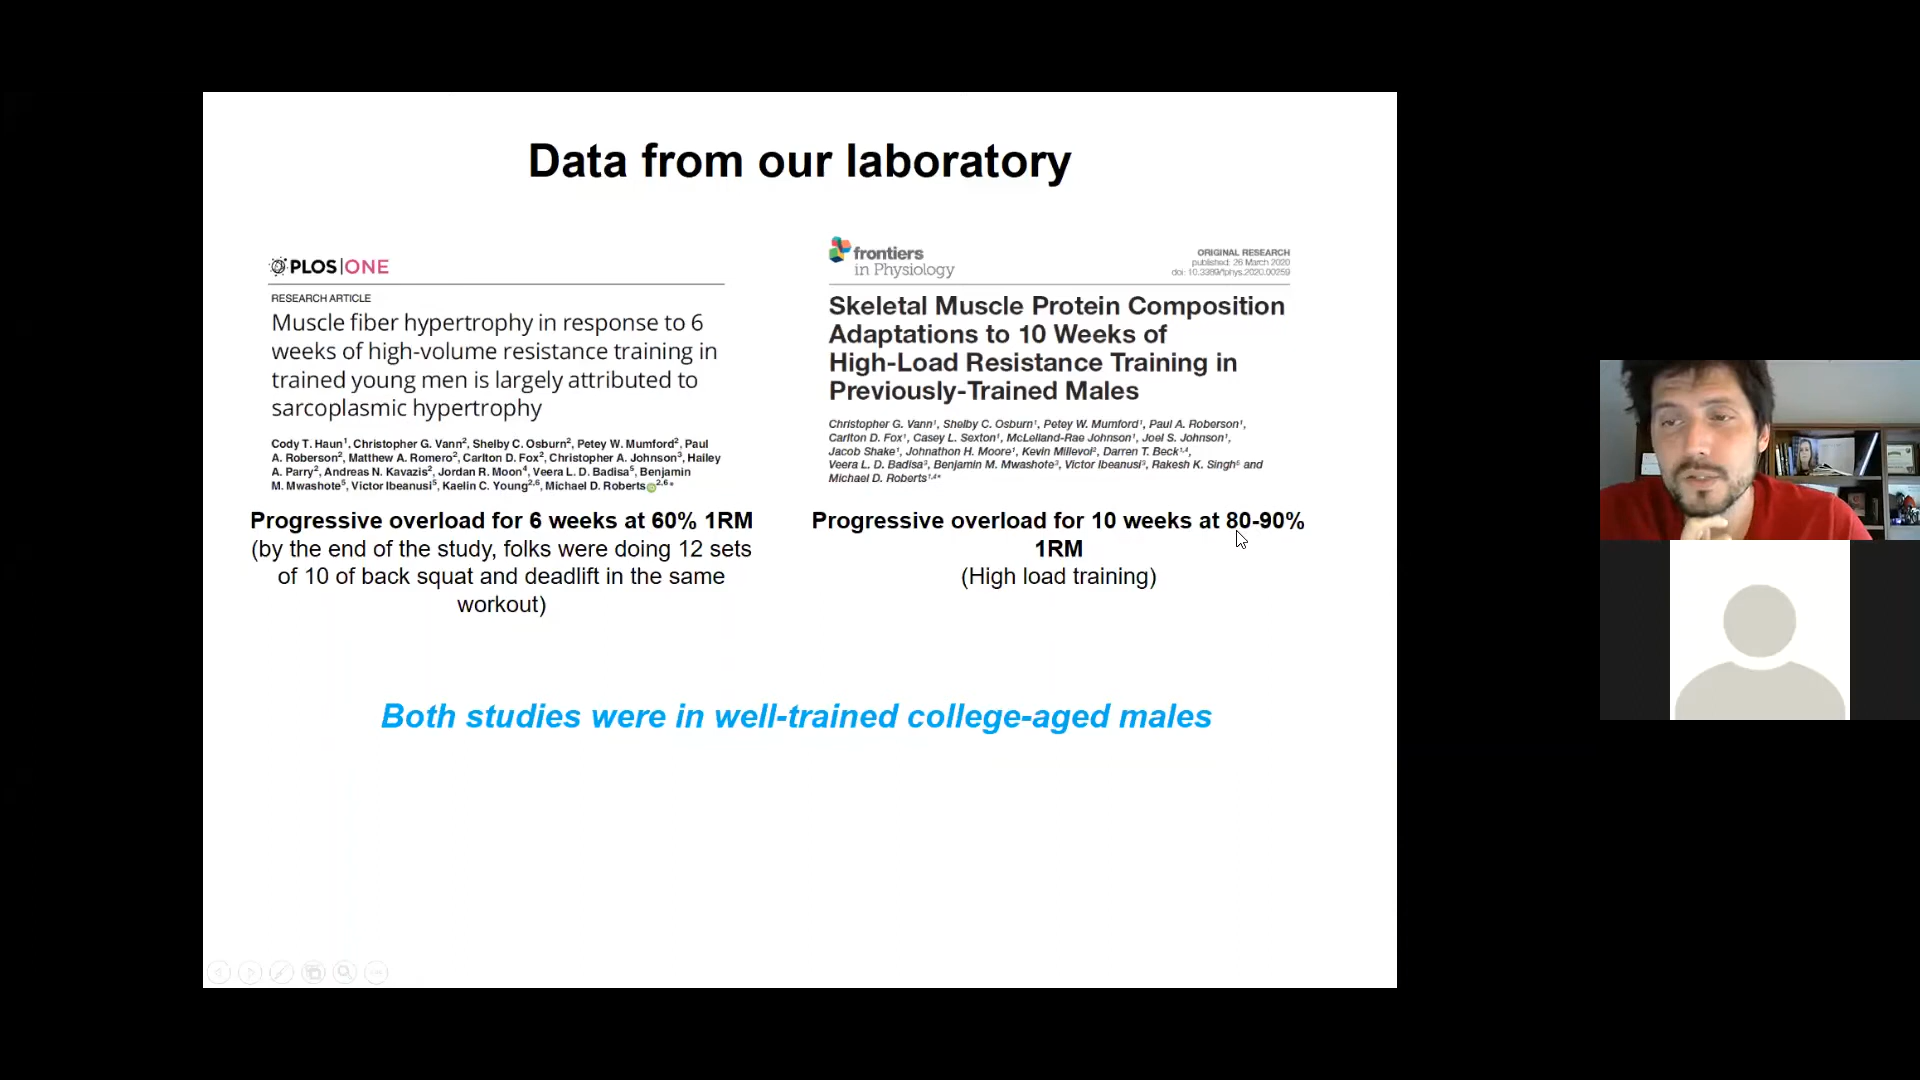 Data from our laboratory
PLOS|ONE
RESEARCH ARTICLE
Muscle fiber hypertrophy in response to 6
weeks of high-volume resistance training in
trained young men is largely attributed to
sarcoplasmic hypertrophy
Cody T. Haun¹, Christopher G. Vann², Shelby C. Osburn², Petey W. Mumford², Paul
A. Roberson², Matthew A. Romero², Carlton D. Fox², Christopher A. Johnson³, Hailey
A. Parry², Andreas N. Kavazis², Jordan R. Moon⁴, Veera L. D. Badisa⁵, Benjamin
M. Mwashote⁵, Victor Ibeanusi⁵, Kaelin C. Young²,⁶, Michael D. Roberts²,⁶*
Progressive overload for 6 weeks at 60% 1RM
(by the end of the study, folks were doing 12 sets
of 10 of back squat and deadlift in the same
workout)
frontiers
in Physiology
ORIGINAL RESEARCH
published: 26 March 2020
doi: 10.3389/fphys.2020.00259
Skeletal Muscle Protein Composition
Adaptations to 10 Weeks of
High-Load Resistance Training in
Previously-Trained Males
Christopher G. Vann¹, Shelby C. Osburn¹, Petey W. Mumford¹, Paul A. Roberson¹,
Carlton D. Fox¹, Casey L. Sexton¹, McLelland-Rae Johnson¹, Joel S. Johnson¹,
Jacob Shake¹, Johnathon H. Moore¹, Kevin Millevoi², Darren T. Beck¹,⁴,
Veera L. D. Badisa³, Benjamin M. Mwashote³, Victor Ibeanusi³, Rakesh K. Singh⁵ and
Michael D. Roberts¹,⁴*
Progressive overload for 10 weeks at 80-90%
1RM
(High load training)
Both studies were in well-trained college-aged males